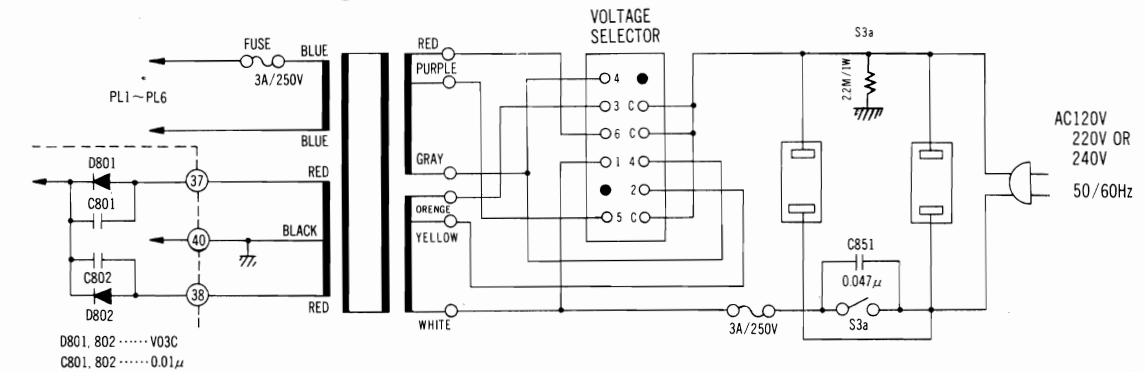 VOLTAGE
SELECTOR
S3a
FUSE
BLUE
3A/250V
PL1~PL6
BLUE
RED
PURPLE
GRAY
ORENGE
YELLOW
WHITE
4
3 C
6 C
1 4
2
5 C
2.2M/1W
AC120V
220V OR
240V
50/60Hz
D801
C801
37
RED
40
BLACK
C802
38
RED
D802
C851
0.047μ
3A/250V
S3a
D801, 802 ······ V03C
C801, 802 ······ 0.01μ